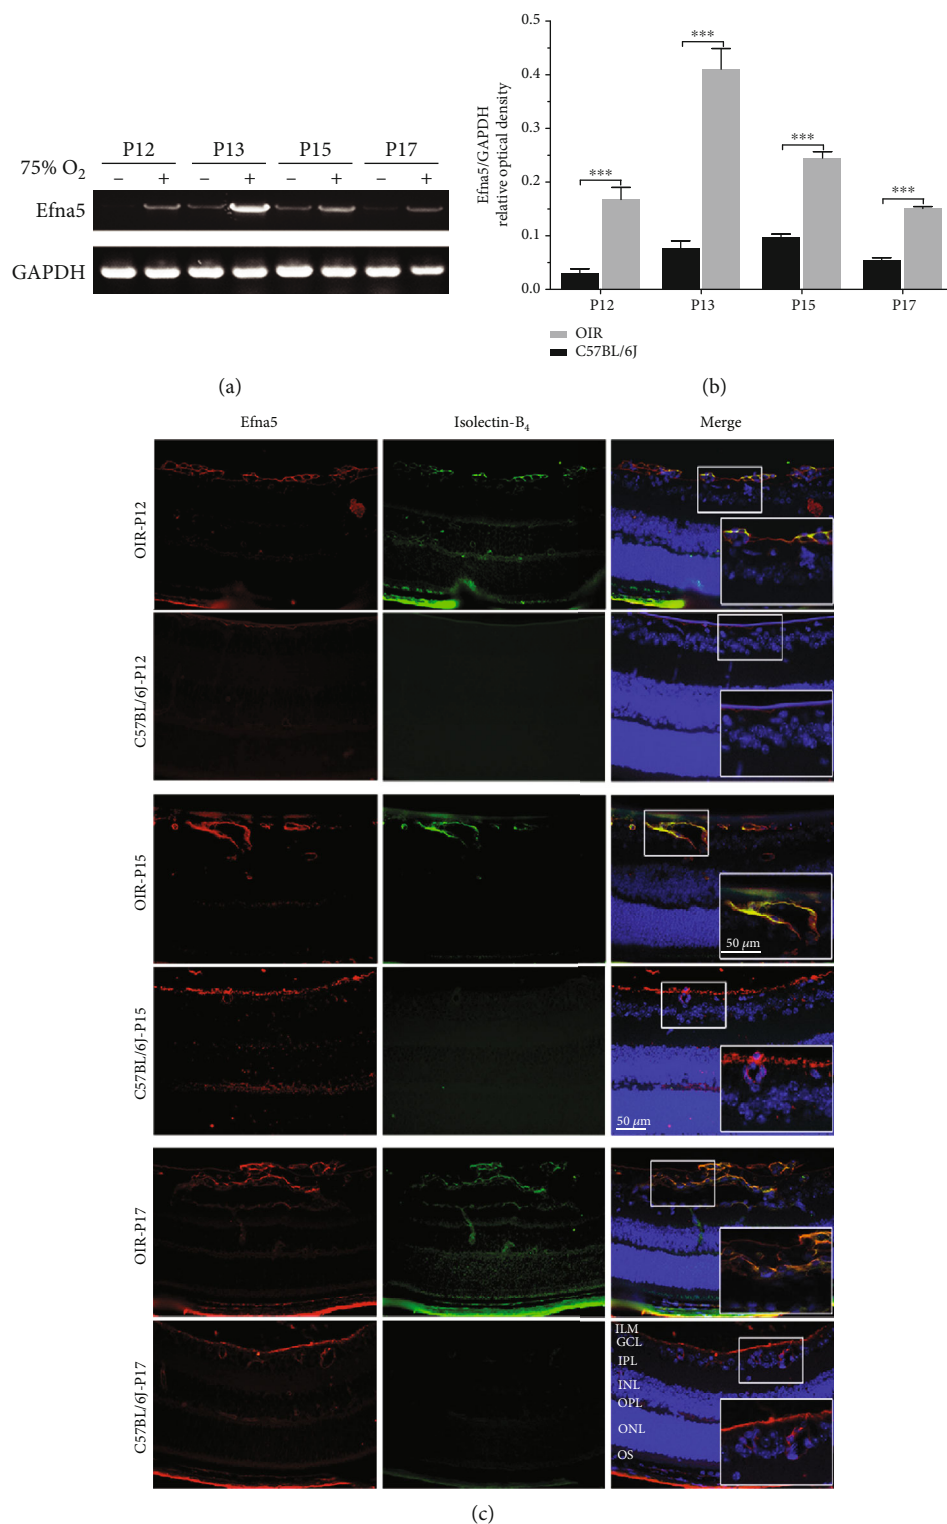 P12 P13 P15 P17
75% O2
− + − + − + − +
Efna5
GAPDH
(a)
Efna5/GAPDH
relative optical density
0.5
0.4
0.3
0.2
0.1
0.0
*** *** *** ***
P12 P13 P15 P17
OIR
C57BL/6J
(b)
Efna5 Isolectin-B4 Merge
OIR-P12
C57BL/6J-P12
OIR-P15
50 µm
C57BL/6J-P15
50 µm
OIR-P17
C57BL/6J-P17
ILM
GCL
IPL
INL
OPL
ONL
OS
(c)